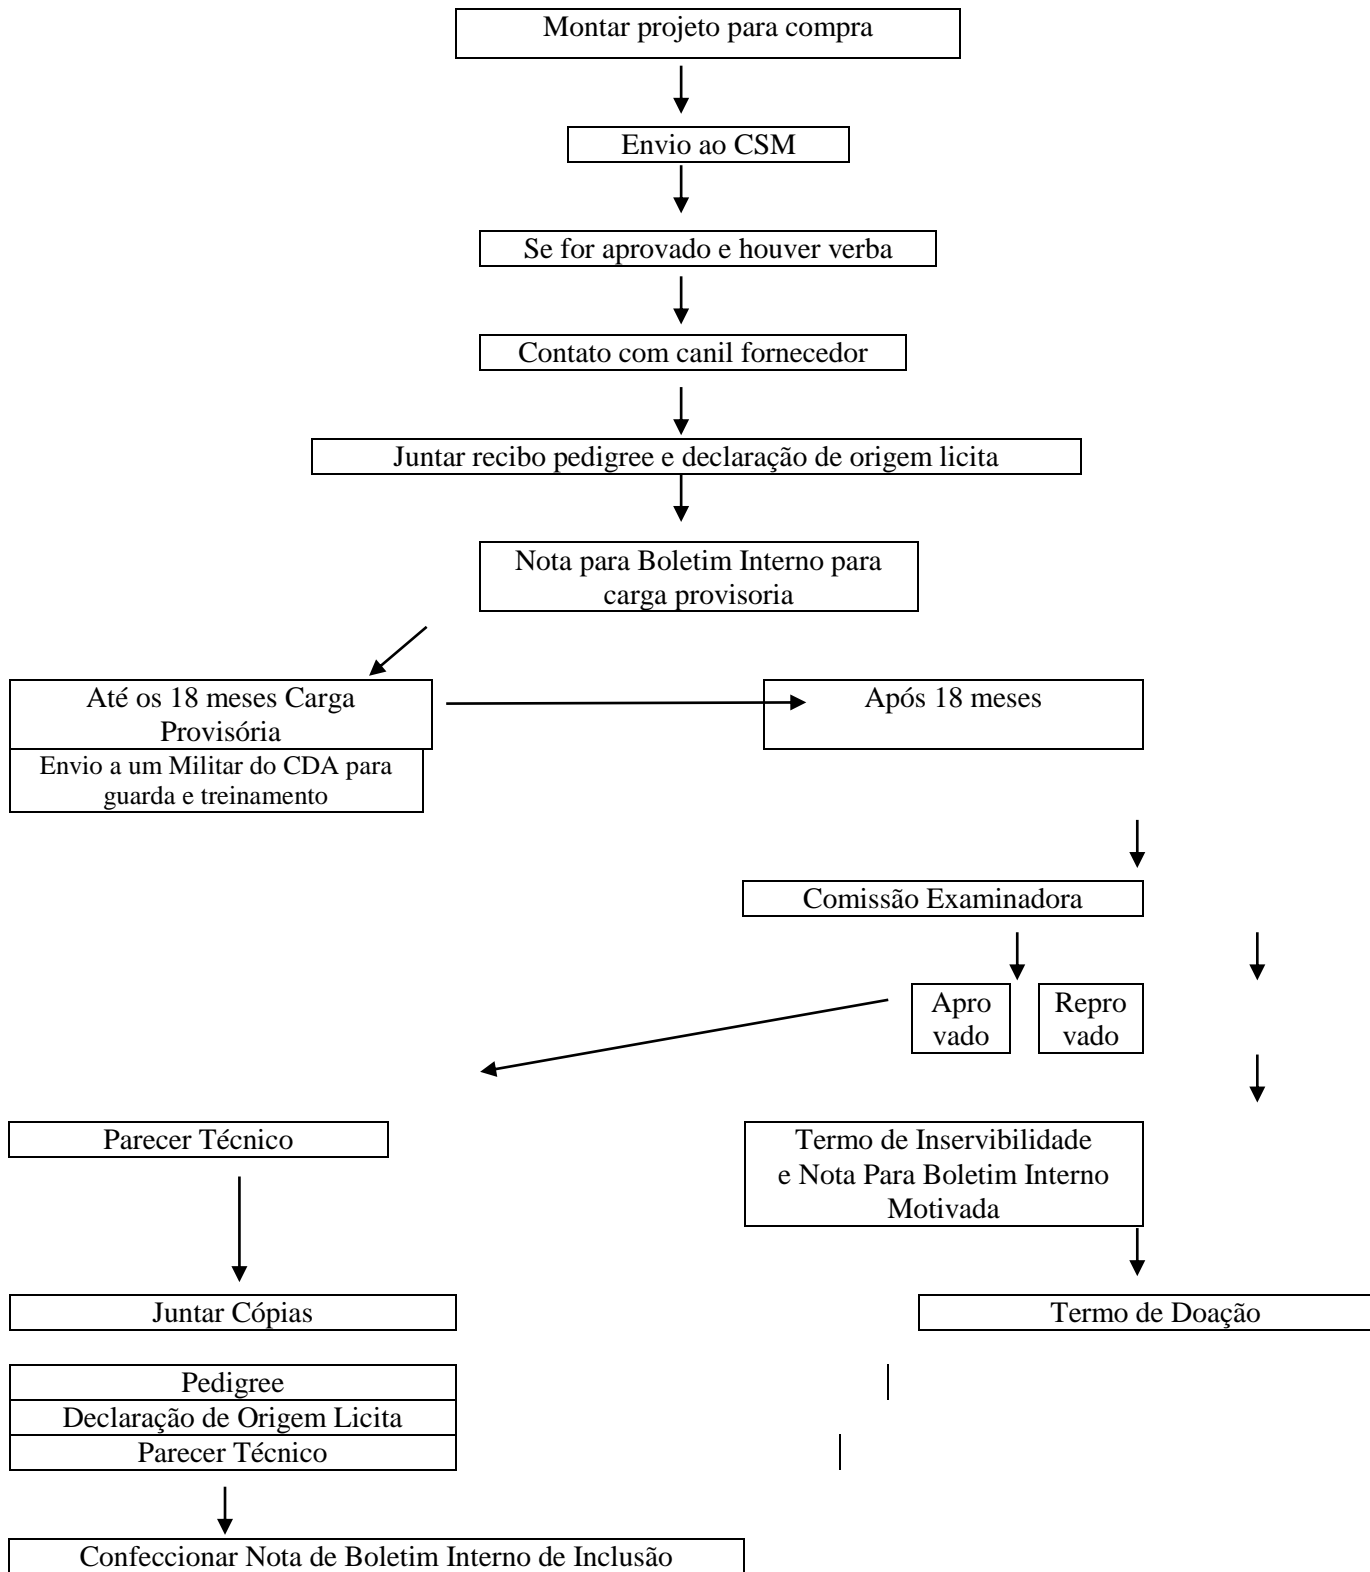 Montar projeto para compra
Envio ao CSM
Se for aprovado e houver verba
Contato com canil fornecedor
Juntar recibo pedigree e declaração de origem licita
Nota para Boletim Interno para
carga provisoria
Até os 18 meses Carga
Provisória
Envio a um Militar do CDA para
guarda e treinamento
Após 18 meses
Comissão Examinadora
Apro
vado
Repro
vado
Parecer Técnico
Termo de Inservibilidade
e Nota Para Boletim Interno
Motivada
Juntar Cópias
Termo de Doação
Pedigree
Declaração de Origem Licita
Parecer Técnico
Confeccionar Nota de Boletim Interno de Inclusão